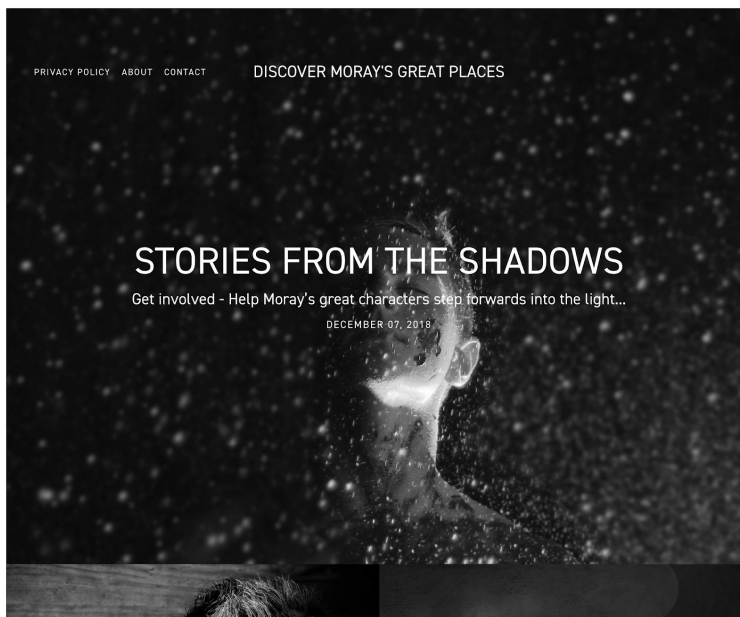 PRIVACY POLICY ABOUT CONTACT DISCOVER MORAY'S GREAT PLACES
STORIES FROM THE SHADOWS
Get involved - Help Moray's great characters step forwards into the light...
DECEMBER 07, 2018